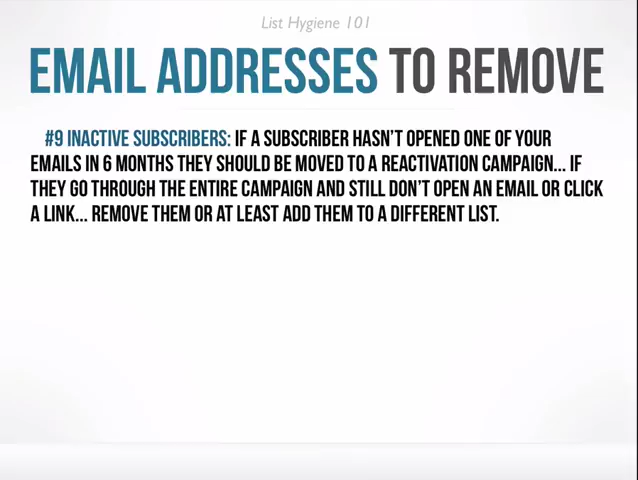 List Hygiene 101
EMAIL ADDRESSES TO REMOVE
#9 INACTIVE SUBSCRIBERS: IF A SUBSCRIBER HASN'T OPENED ONE OF YOUR
EMAILS IN 6 MONTHS THEY SHOULD BE MOVED TO A REACTIVATION CAMPAIGN... IF
THEY GO THROUGH THE ENTIRE CAMPAIGN AND STILL DON'T OPEN AN EMAIL OR CLICK
A LINK... REMOVE THEM OR AT LEAST ADD THEM TO A DIFFERENT LIST.